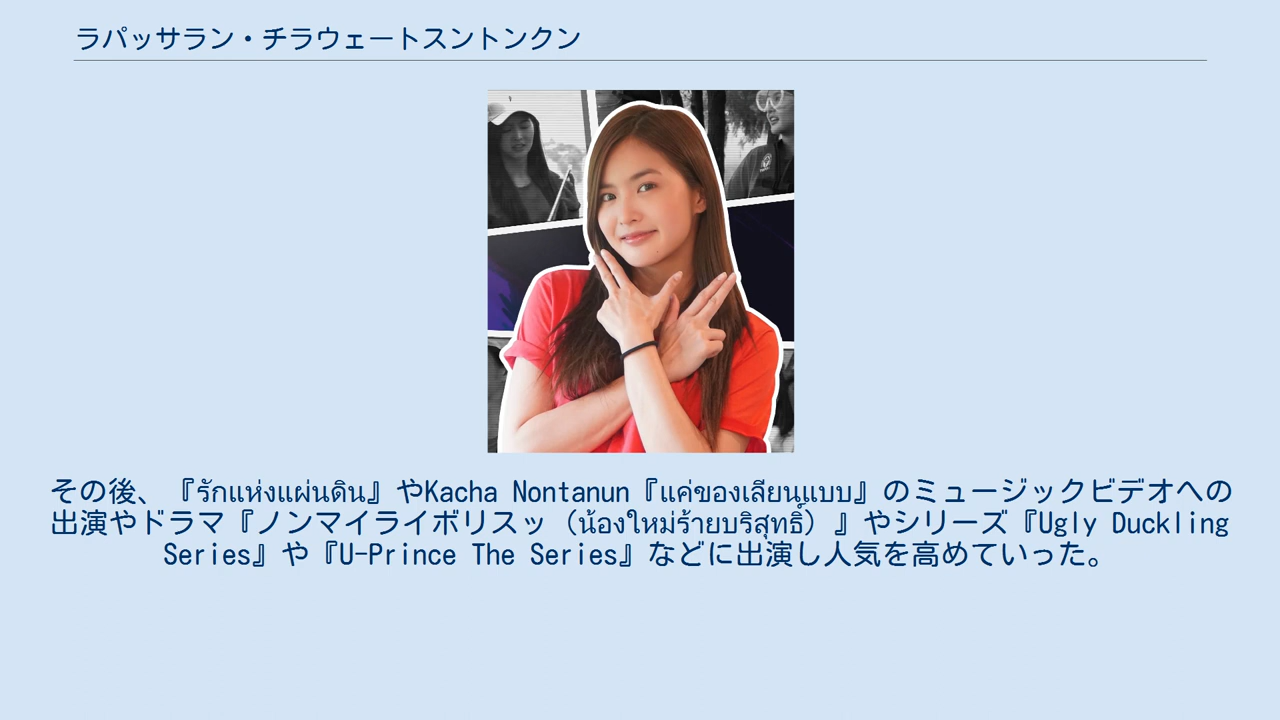 ラパッサラン・チラウェートスントンクン
その後、『รักแห่งแผ่นดิน』やKacha Nontanun『แค่ของเลียนแบบ』のミュージックビデオへの
出演やドラマ『ノンマイライボリスッ（น้องใหม่ร้ายบริสุทธิ์）』やシリーズ『Ugly Duckling
Series』や『U-Prince The Series』などに出演し人気を高めていった。